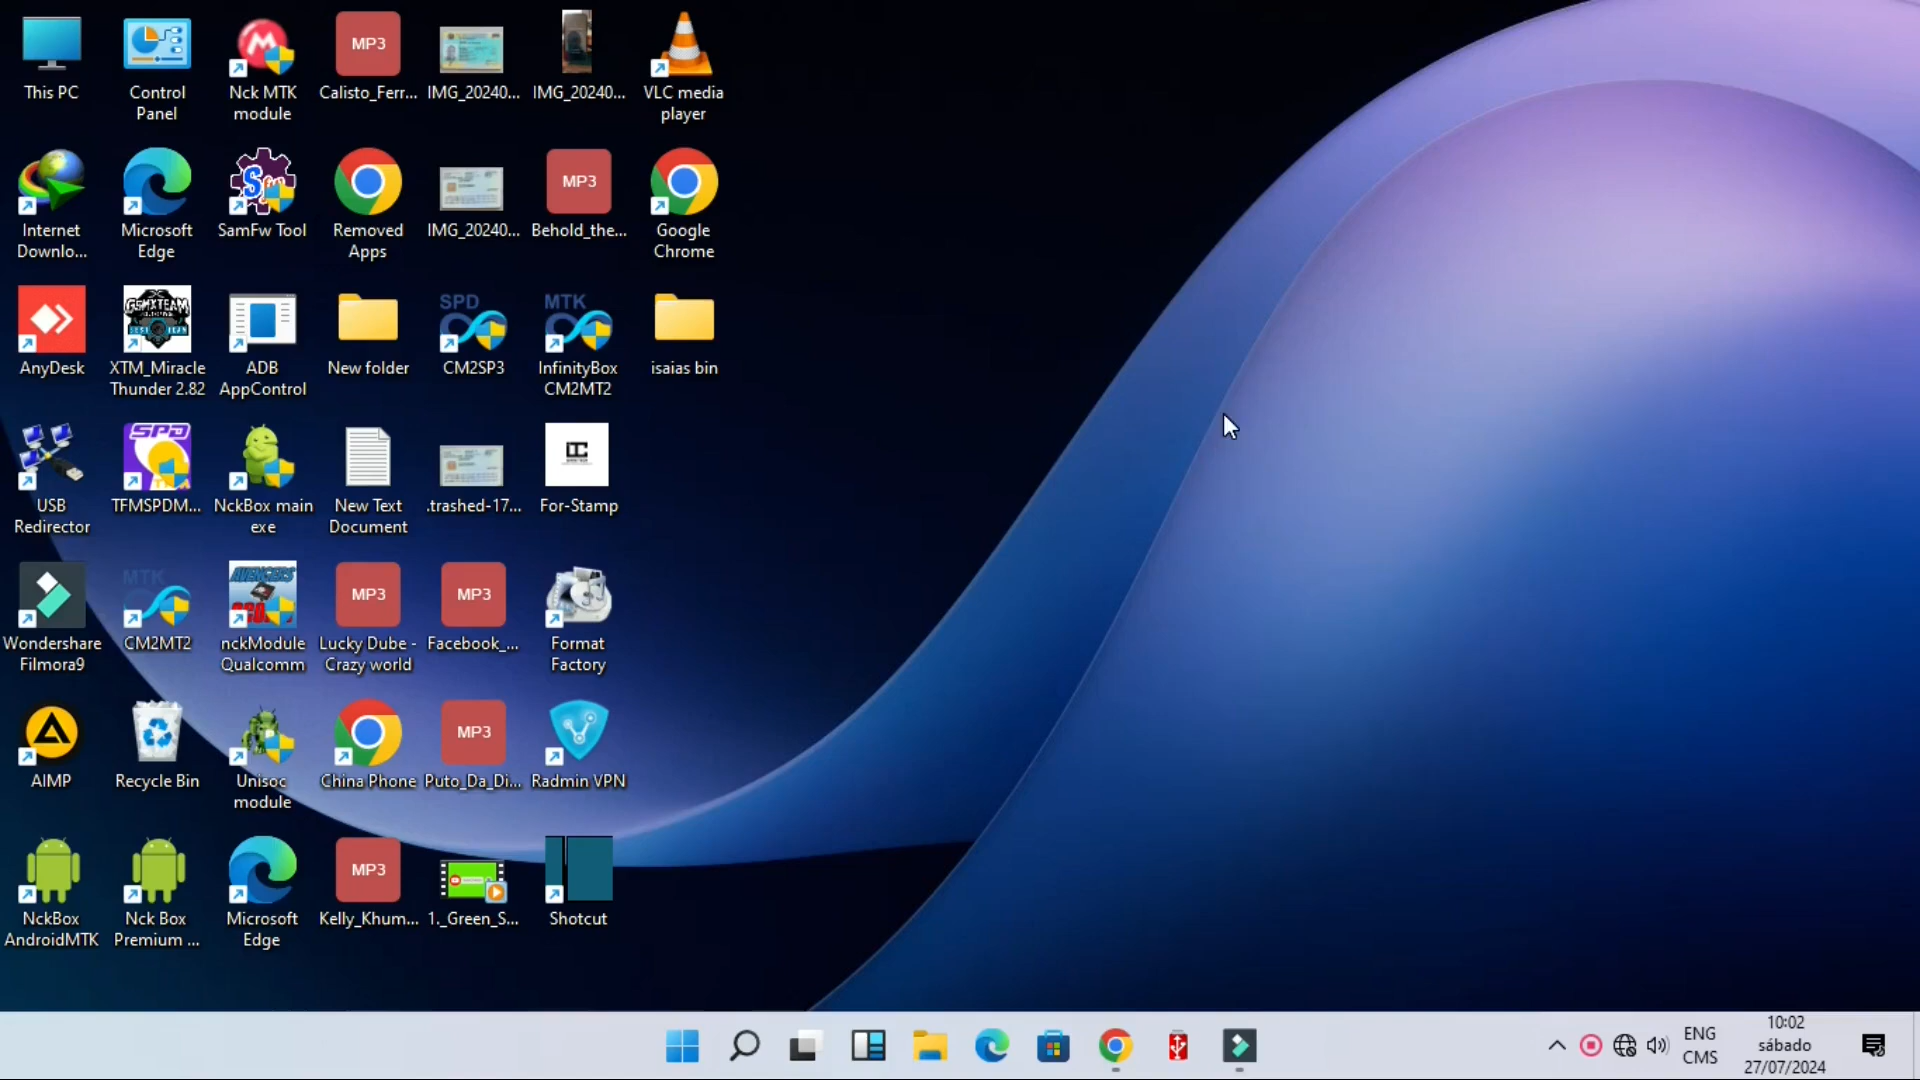 This PC
Control
Panel
Nck MTK
module
MP3
Calisto_Ferr...
IMG_20240...
IMG_20240...
VLC media
player
Internet
Downlo...
Microsoft
Edge
SamFw Tool
Removed
Apps
IMG_20240...
MP3
Behold_the...
Google
Chrome
AnyDesk
XTM_Miracle
Thunder 2.82
ADB
AppControl
New folder
SPD
CM2SP3
MTK
InfinityBox
CM2MT2
isaias bin
USB
Redirector
SPD
TFMSPDM...
NckBox main
exe
New Text
Document
.trashed-17...
For-Stamp
Wondershare
Filmora9
MTK
CM2MT2
AVENGERS
nckModule
Qualcomm
MP3
Lucky Dube -
Crazy world
MP3
Facebook_...
Format
Factory
AIMP
Recycle Bin
Unisoc
module
China Phone
MP3
Puto_Da_Di...
Radmin VPN
NckBox
AndroidMTK
Nck Box
Premium ...
Microsoft
Edge
MP3
Kelly_Khum...
1._Green_S...
Shotcut
ENG
CMS
10:02
sábado
27/07/2024